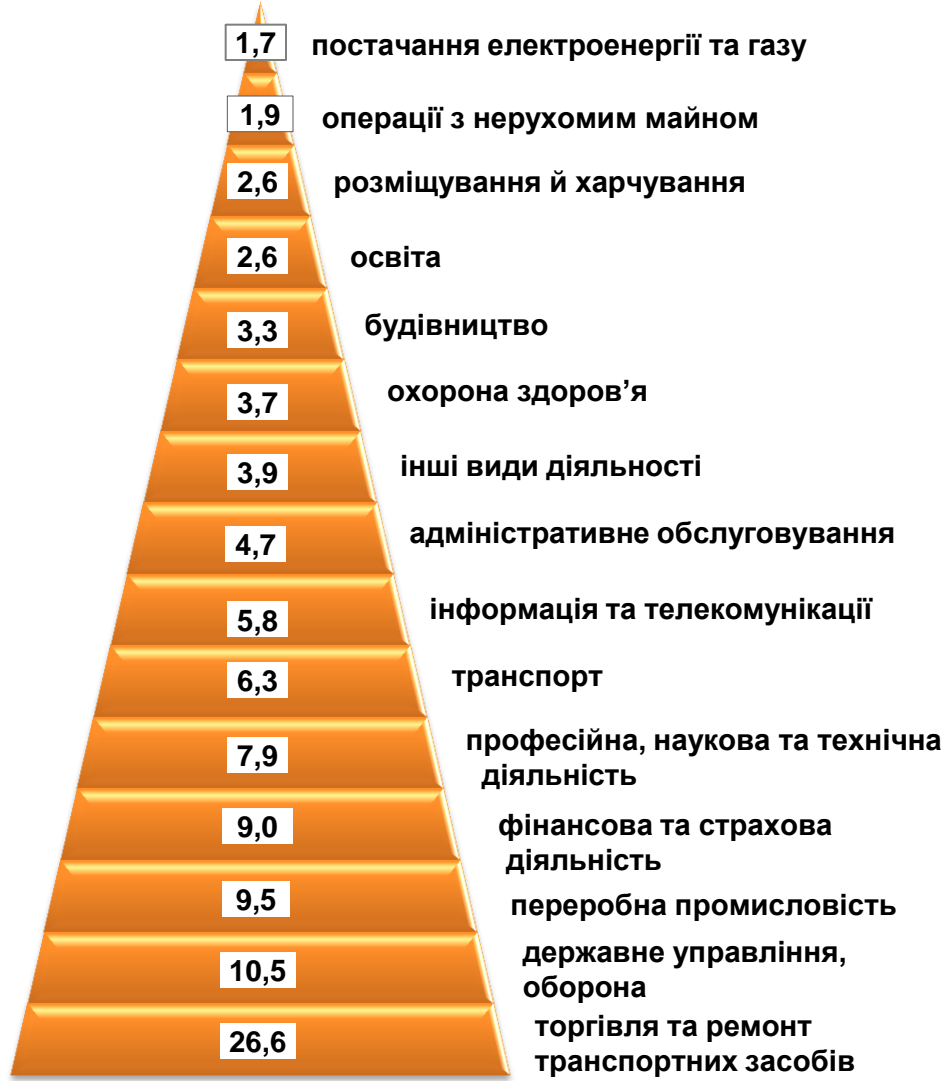 1,7 постачання електроенергії та газу
1,9 операції з нерухомим майном
2,6 розміщування й харчування
2,6 освіта
3,3 будівництво
3,7 охорона здоров’я
3,9 інші види діяльності
4,7 адміністративне обслуговування
5,8 інформація та телекомунікації
6,3 транспорт
7,9 професійна, наукова та технічна
діяльність
9,0 фінансова та страхова
діяльність
9,5 переробна промисловість
10,5 державне управління,
оборона
26,6 торгівля та ремонт
транспортних засобів